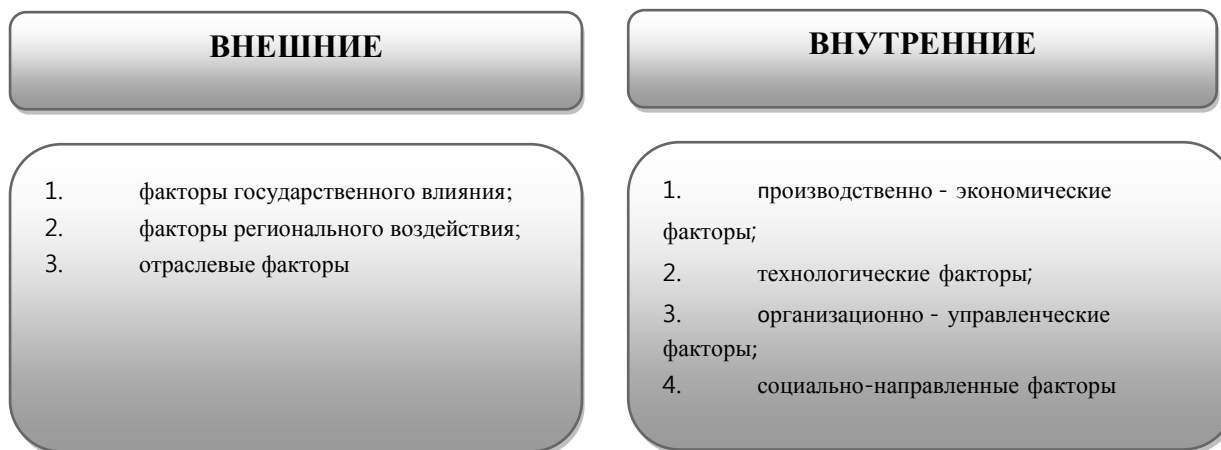 ВНЕШНИЕ
1. факторы государственного влияния;
2. факторы регионального воздействия;
3. отраслевые факторы
ВНУТРЕННИЕ
1. производственно - экономические
факторы;
2. технологические факторы;
3. организационно - управленческие
факторы;
4. социально-направленные факторы